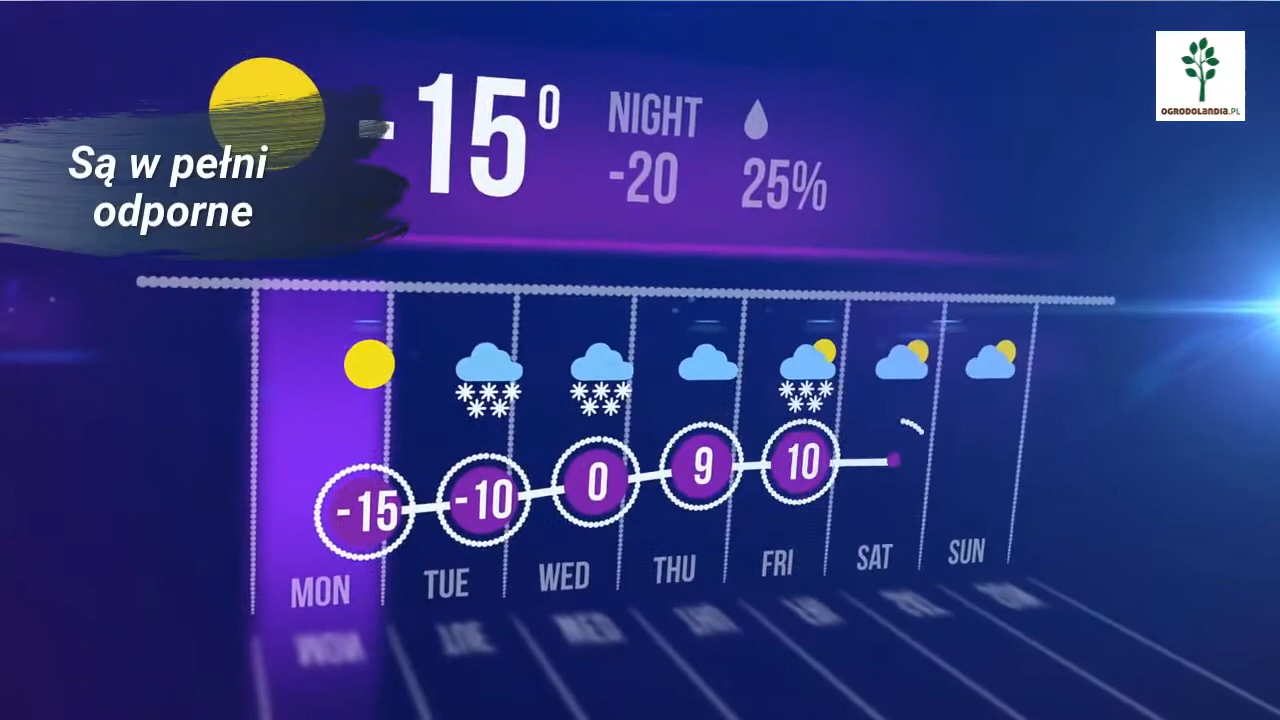 -15°
NIGHT
-20
25%
OGRODOLANDIA.PL
Są w pełni
odporne
-15
-10
0
9
10
MON
TUE
WED
THU
FRI
SAT
SUN